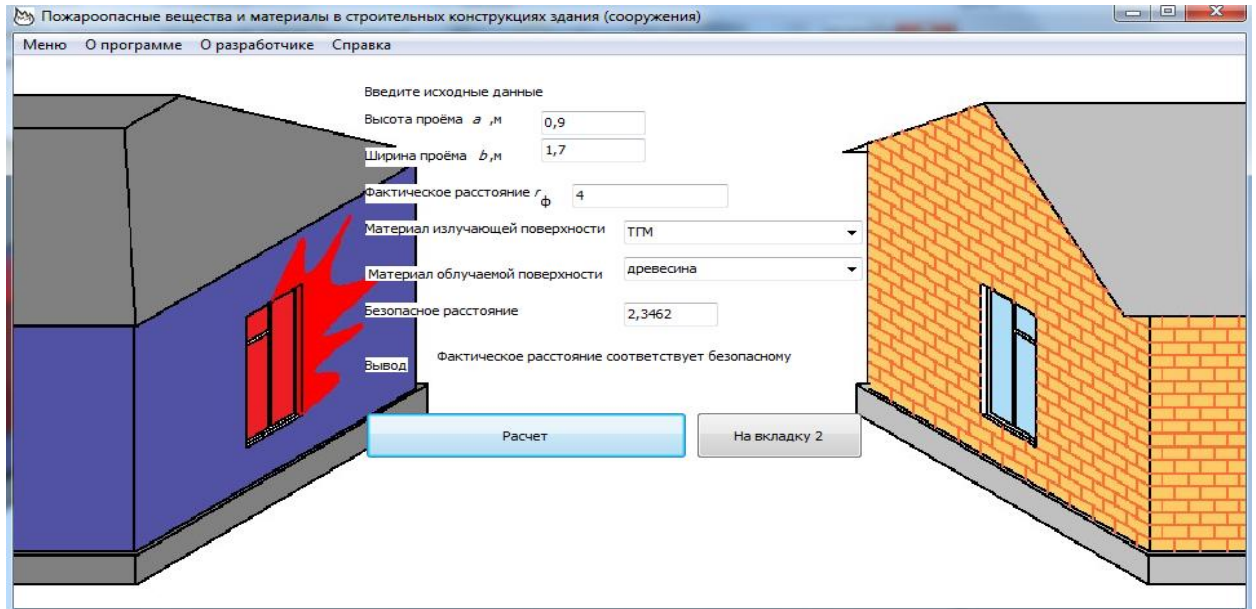 Пожароопасные вещества и материалы в строительных конструкциях здания (сооружения)
Меню О программе О разработчике Справка
Введите исходные данные
Высота проёма a ,м 0,9
Ширина проёма b,м 1,7
Фактическое расстояние r ф 4
Материал излучающей поверхности ТГМ
Материал облучаемой поверхности древесина
Безопасное расстояние 2,3462
Вывод Фактическое расстояние соответствует безопасному
Расчет На вкладку 2